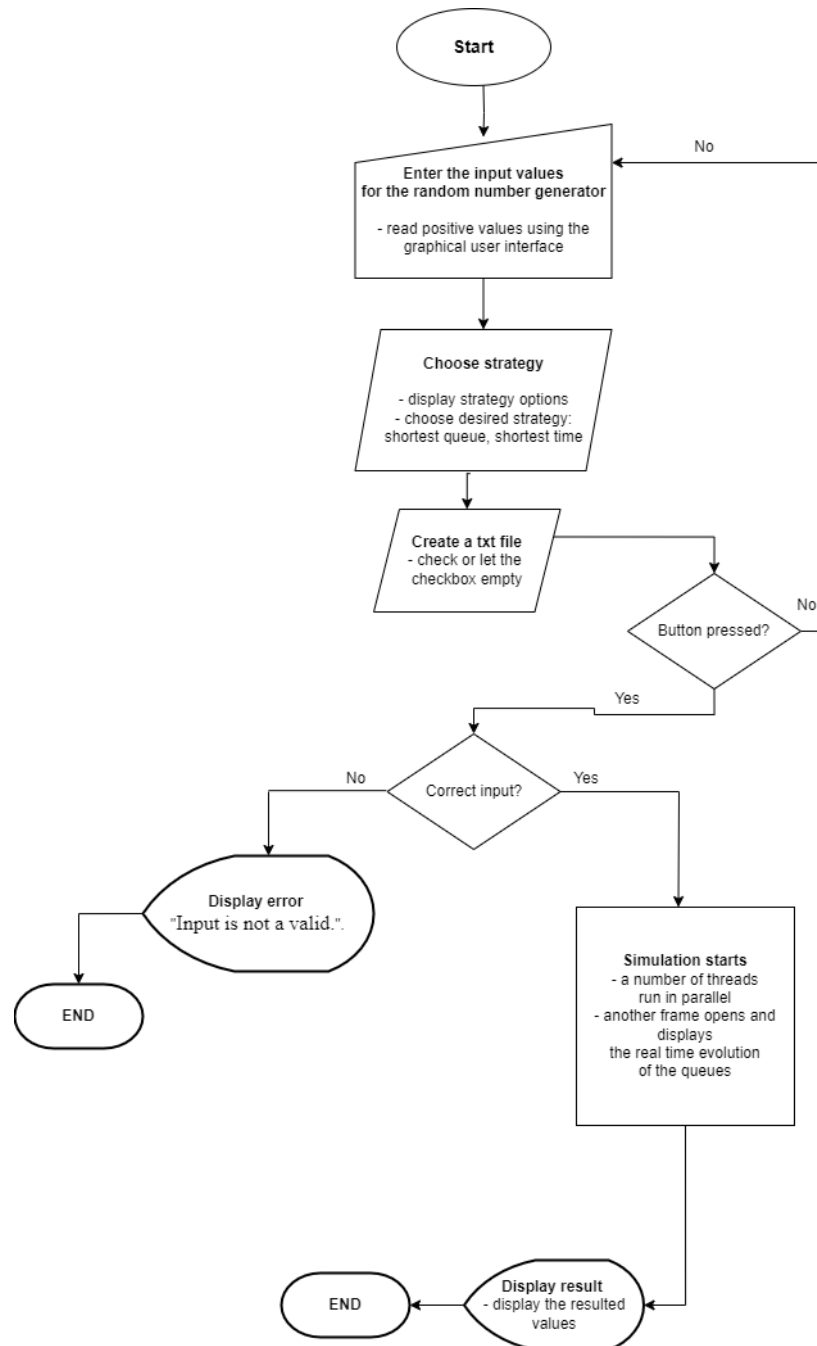 Start
No
Enter the input values
for the random number generator
- read positive values using the
graphical user interface
Choose strategy
- display strategy options
- choose desired strategy:
shortest queue, shortest time
Create a txt file
- check or let the
checkbox empty
Button pressed?
No
Yes
No
Correct input?
Yes
Display error
"Input is not a valid.".
END
Simulation starts
- a number of threads
run in parallel
- another frame opens and
displays
the real time evolution
of the queues
Display result
- display the resulted
values
END